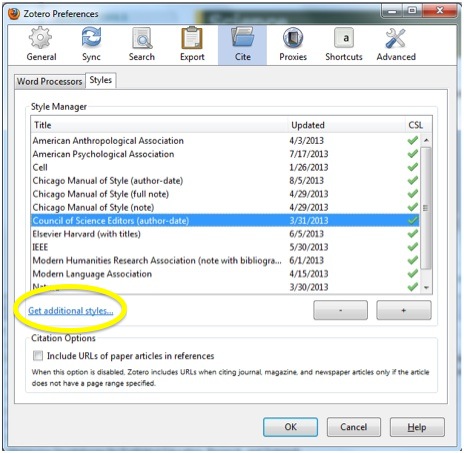 Zotero Preferences
General Sync Search Export Cite Proxies Shortcuts Advanced
a
Word Processors Styles
Style Manager
Title Updated CSL
American Anthropological Association 4/3/2013
American Psychological Association 7/17/2013
Cell 1/26/2013
Chicago Manual of Style (author-date) 8/5/2013
Chicago Manual of Style (full note) 4/29/2013
Chicago Manual of Style (note) 4/29/2013
Council of Science Editors (author-date) 3/31/2013
Elsevier Harvard (with titles) 6/5/2013
IEEE 5/30/2013
Modern Humanities Research Association (note with bibliogra... 6/1/2013
Modern Language Association 4/15/2013
3/30/2013
Get additional styles...
- +
Citation Options
Include URLs of paper articles in references
When this option is disabled, Zotero includes URLs when citing journal, magazine, and newspaper articles only if the article
does not have a page range specified.
OK Cancel Help